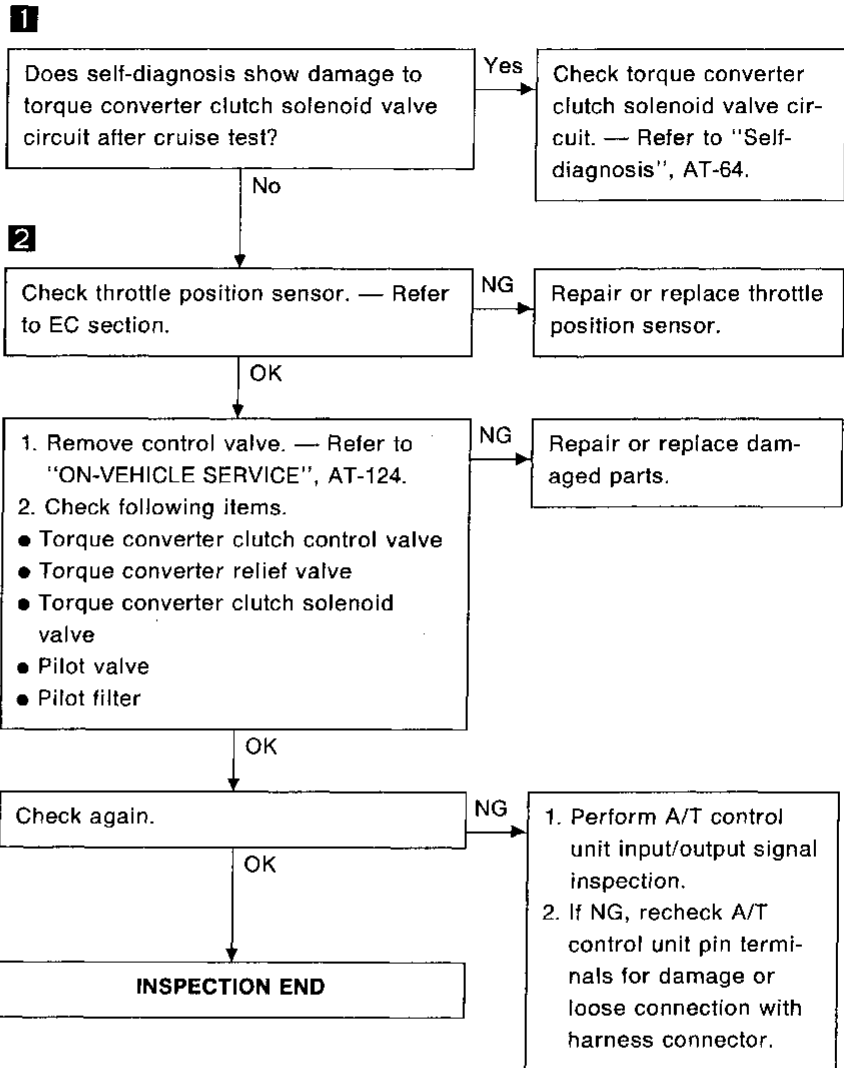 1
Does self-diagnosis show damage to
torque converter clutch solenoid valve
circuit after cruise test?
Yes
Check torque converter
clutch solenoid valve cir-
cuit. — Refer to "Self-
diagnosis", AT-64.
No
2
Check throttle position sensor. — Refer
to EC section.
NG
Repair or replace throttle
position sensor.
OK
1. Remove control valve. — Refer to
"ON-VEHICLE SERVICE", AT-124.
2. Check following items.
● Torque converter clutch control valve
● Torque converter relief valve
● Torque converter clutch solenoid
valve
● Pilot valve
● Pilot filter
NG
Repair or replace dam-
aged parts.
OK
Check again.
NG
1. Perform A/T control
unit input/output signal
inspection.
2. If NG, recheck A/T
control unit pin termi-
nals for damage or
loose connection with
harness connector.
OK
INSPECTION END